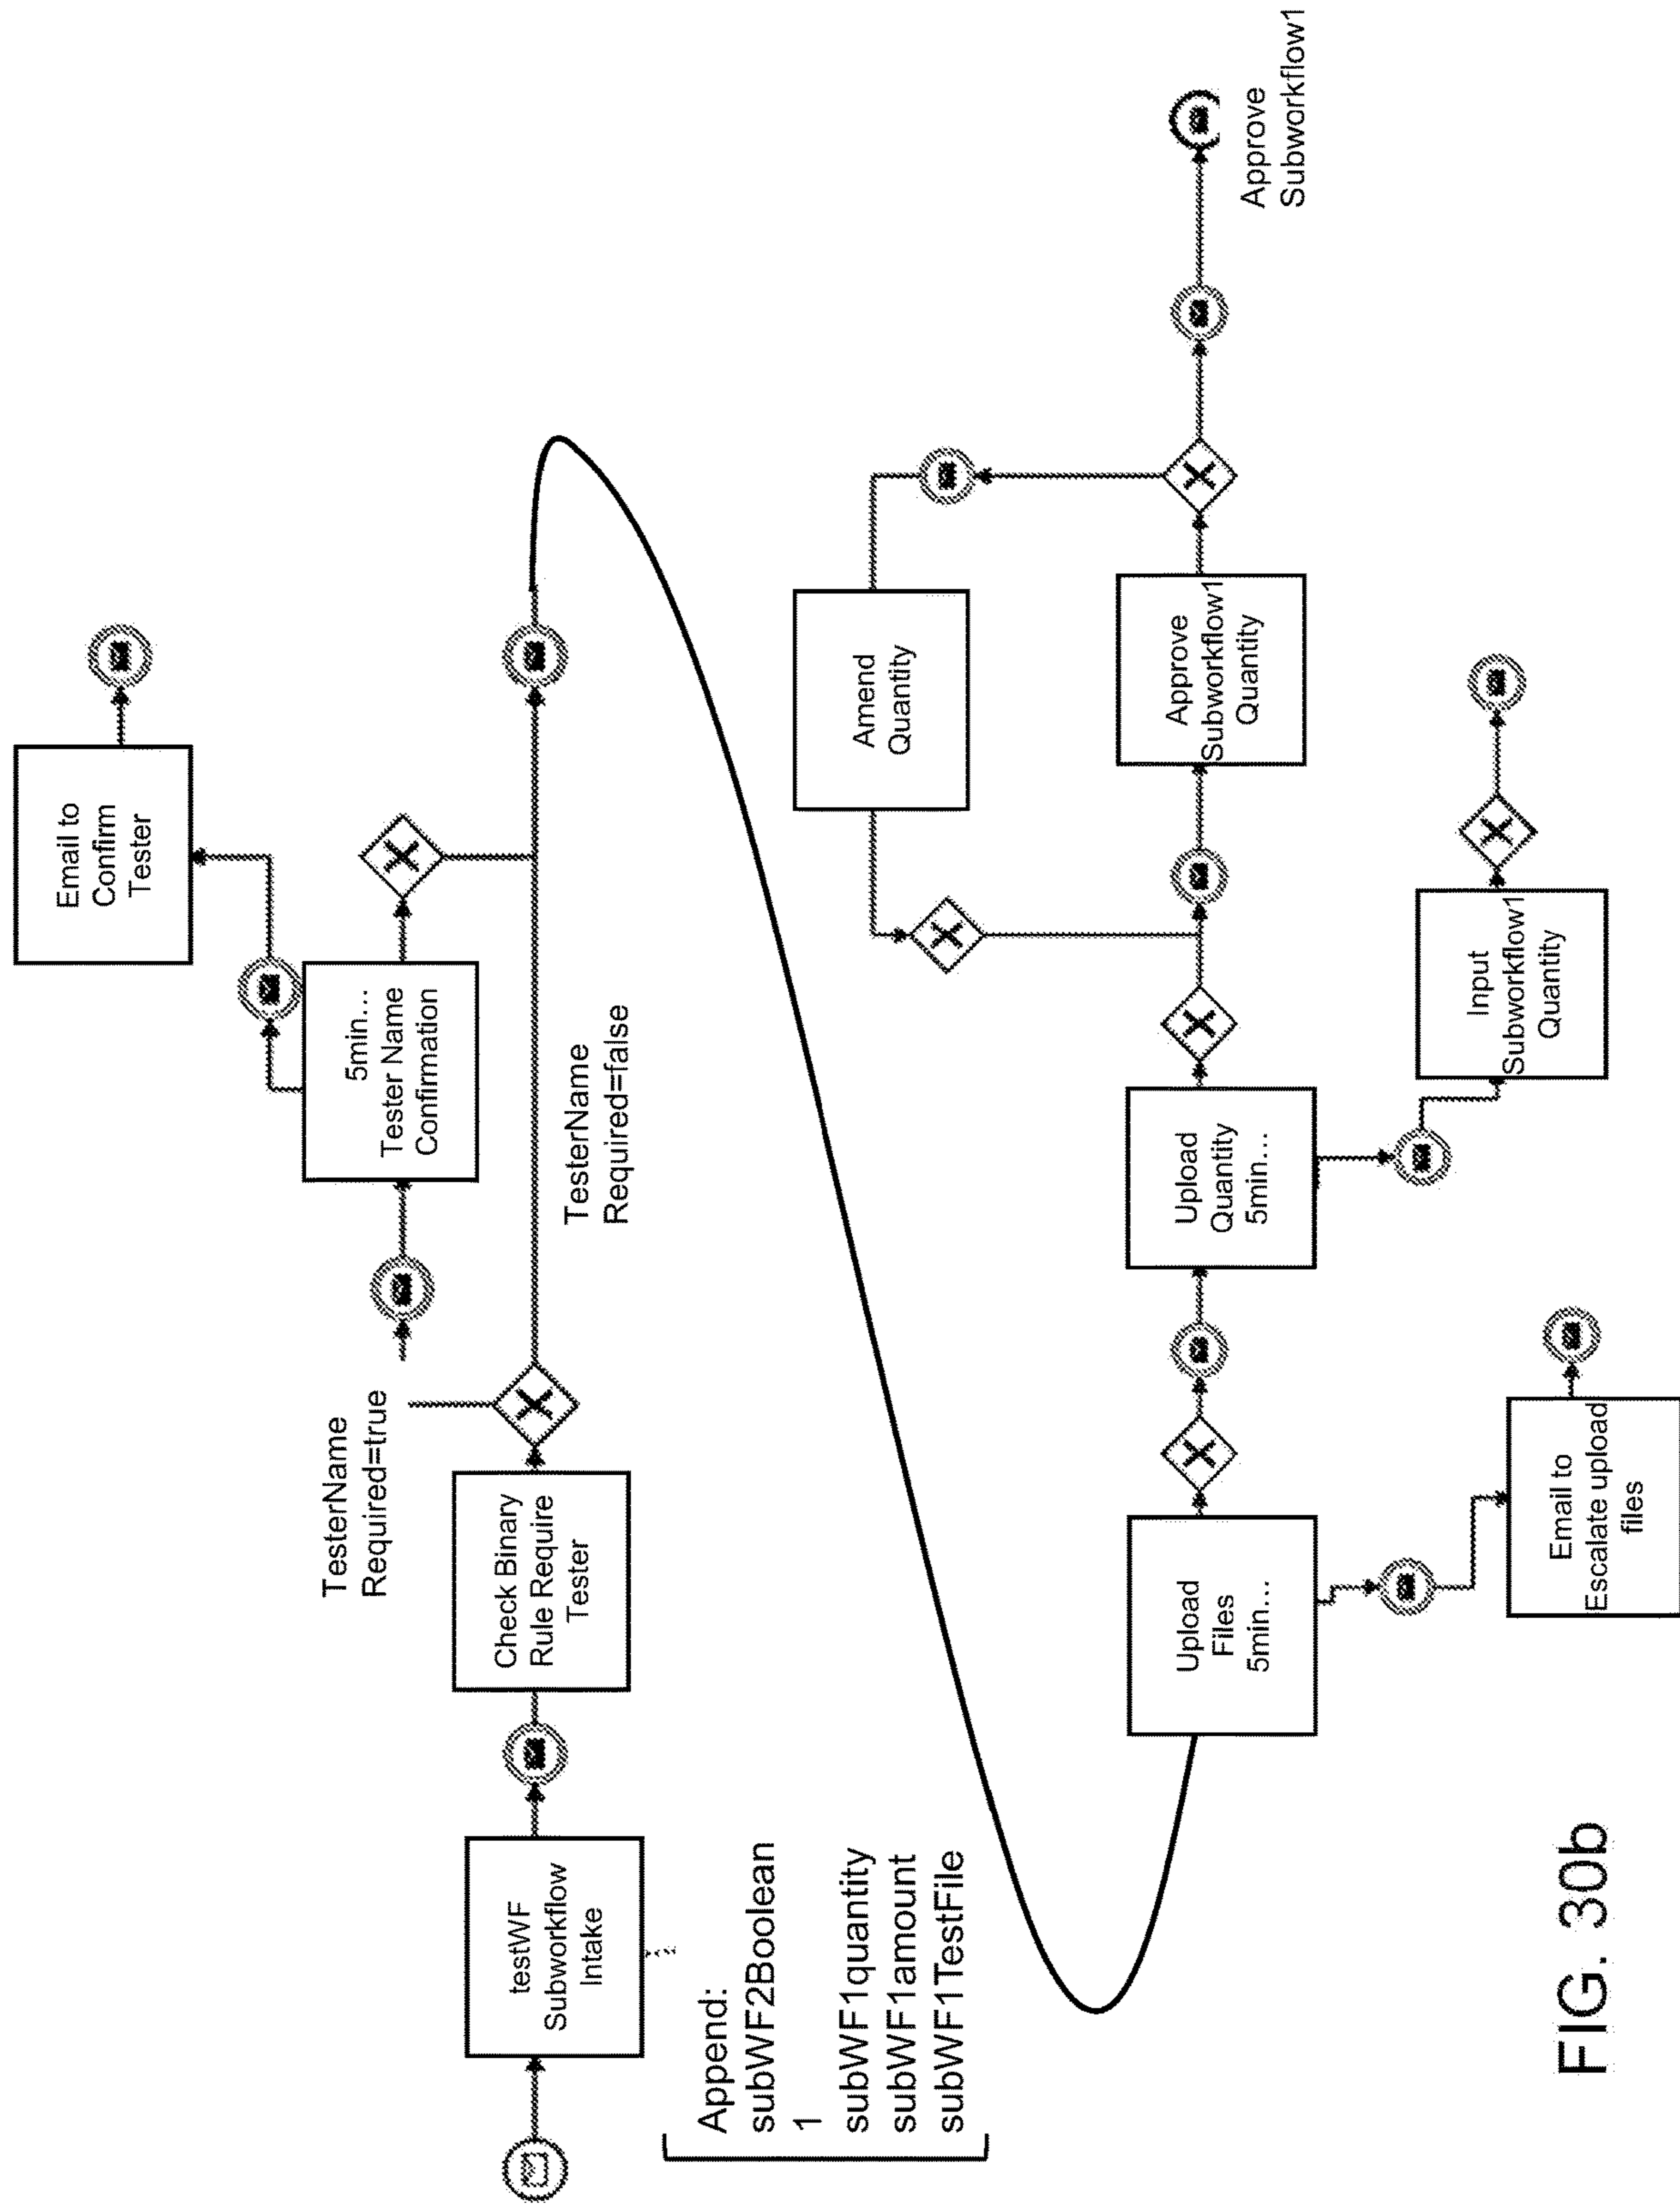 testWF
Subworkflow
Intake
Append:
subWF2Boolean
1
subWF1quantity
subWF1amount
subWF1TestFile
Check Binary
Rule Require
Tester
TesterName
Required=true
TesterName
Required=false
5min...
Tester Name
Confirmation
Email to
Confirm
Tester
Upload
Files
5min...
Email to
Escalate upload
files
Upload
Quantity
5min...
Input
Subworkflow1
Quantity
Amend
Quantity
Approve
Subworkflow1
Quantity
Approve
Subworkflow1
FIG. 30b